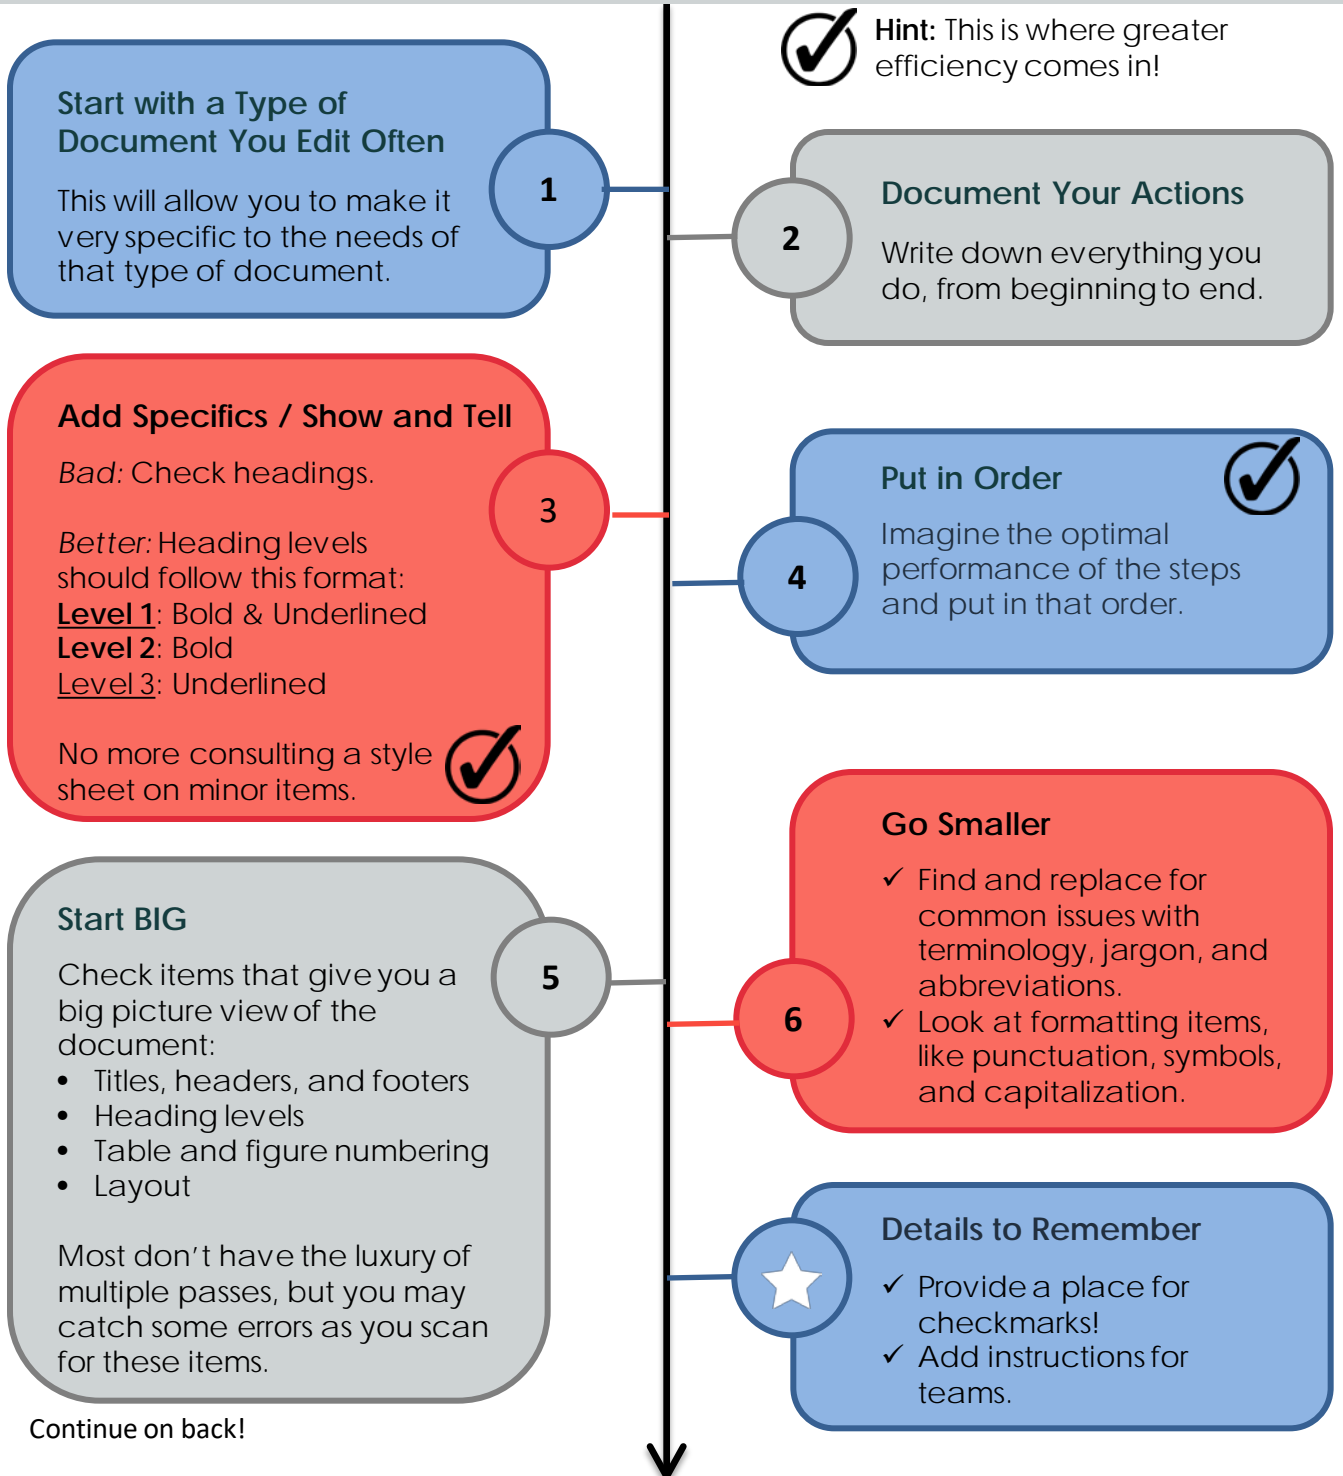 Hint: This is where greater
efficiency comes in!
Start with a Type of
Document You Edit Often
This will allow you to make it
very specific to the needs of
that type of document.
1
2
Document Your Actions
Write down everything you
do, from beginning to end.
Add Specifics / Show and Tell
Bad: Check headings.
Better: Heading levels
should follow this format:
Level 1: Bold & Underlined
Level 2: Bold
Level 3: Underlined
No more consulting a style
sheet on minor items.
3
4
Put in Order
Imagine the optimal
performance of the steps
and put in that order.
Start BIG
Check items that give you a
big picture view of the
document:
• Titles, headers, and footers
• Heading levels
• Table and figure numbering
• Layout
Most don't have the luxury of
multiple passes, but you may
catch some errors as you scan
for these items.
5
6
Go Smaller
✓ Find and replace for
common issues with
terminology, jargon, and
abbreviations.
✓ Look at formatting items,
like punctuation, symbols,
and capitalization.
Details to Remember
✓ Provide a place for
checkmarks!
✓ Add instructions for
teams.
Continue on back!